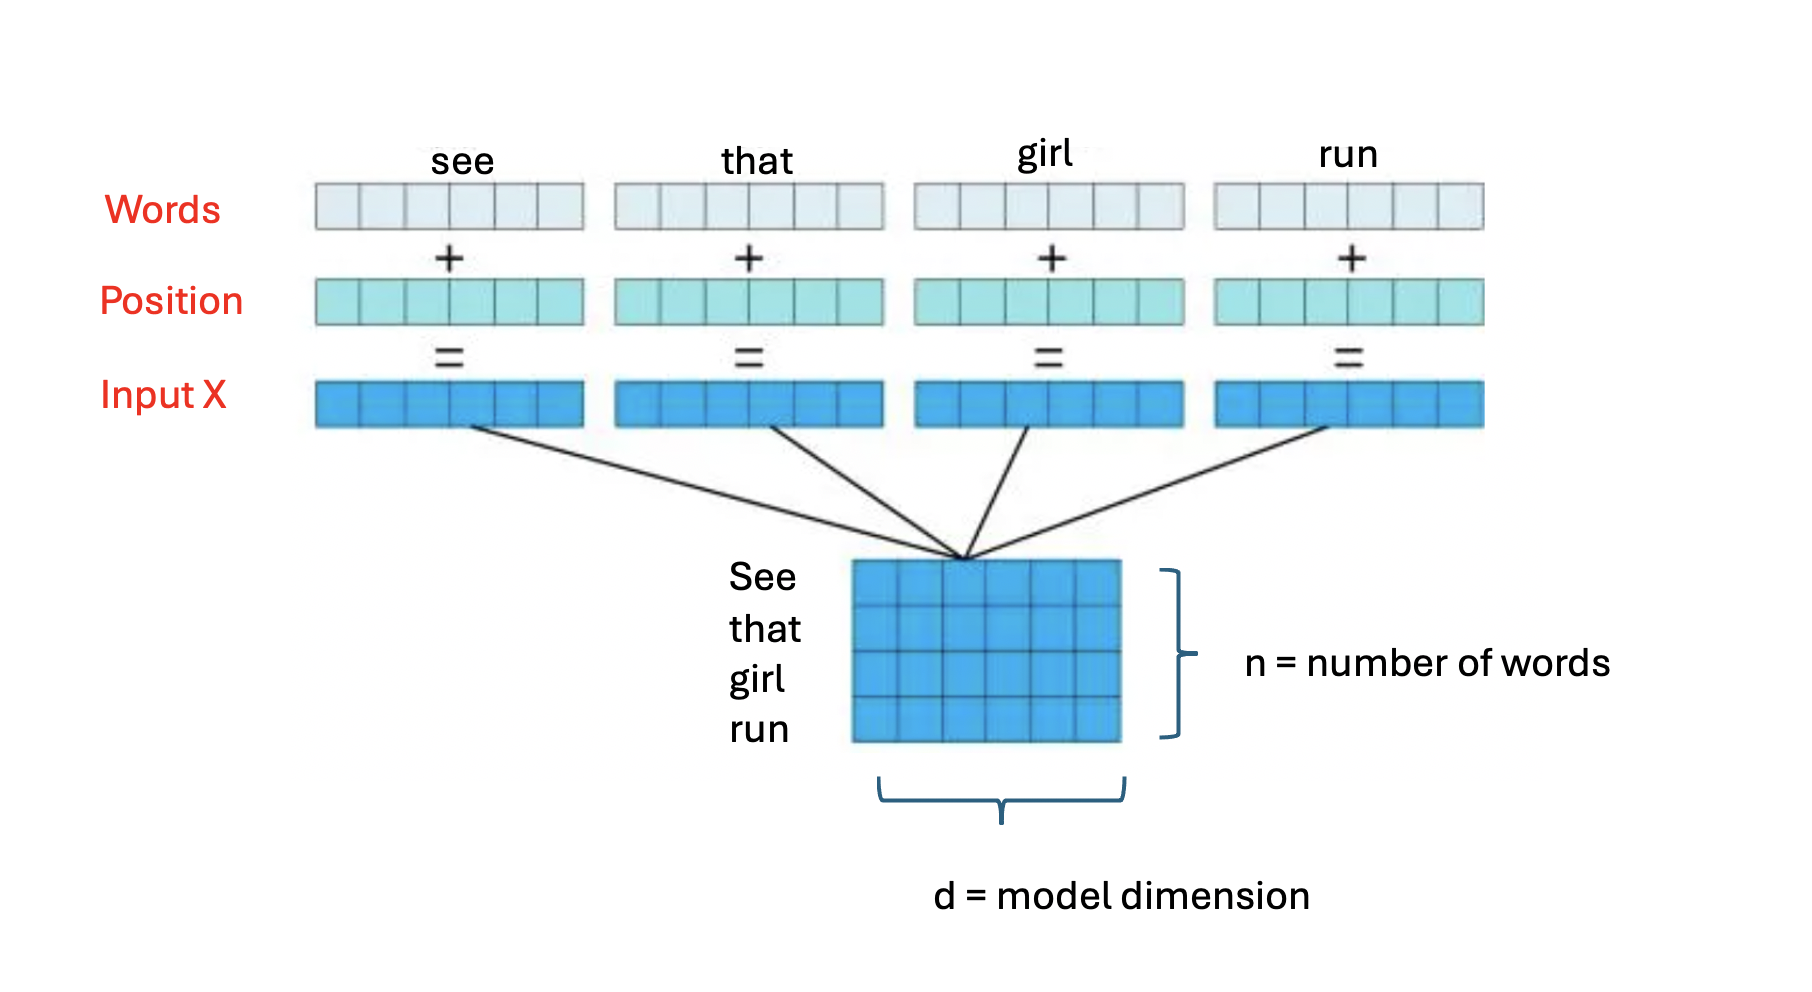 see that girl run
Words
+ + + +
Position
= = = =
Input X
See
that
girl
run
n = number of words
d = model dimension